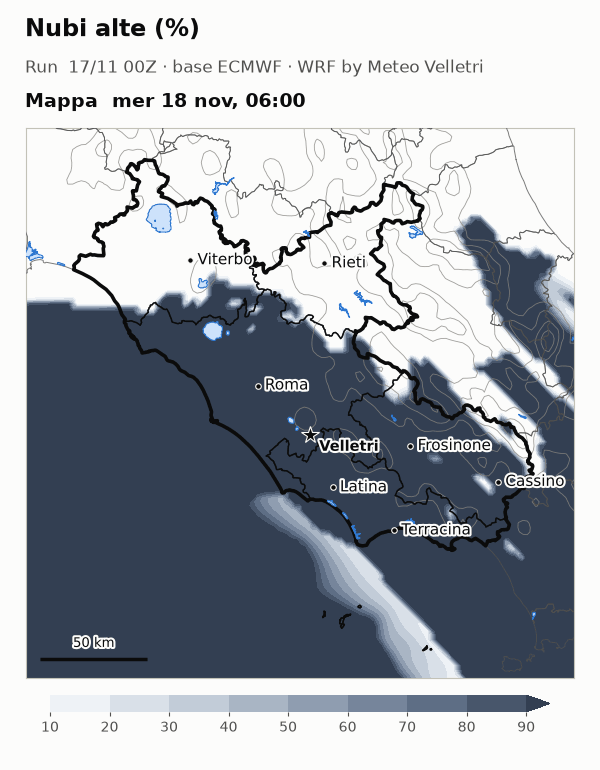 Nubi alte (%)
Run  17/11 00Z · base ECMWF · WRF by Meteo Velletri
Mappa  mer 18 nov, 06:00
Viterbo
Rieti
Roma
Velletri
Frosinone
Cassino
Latina
Terracina
50 km
10 20 30 40 50 60 70 80 90